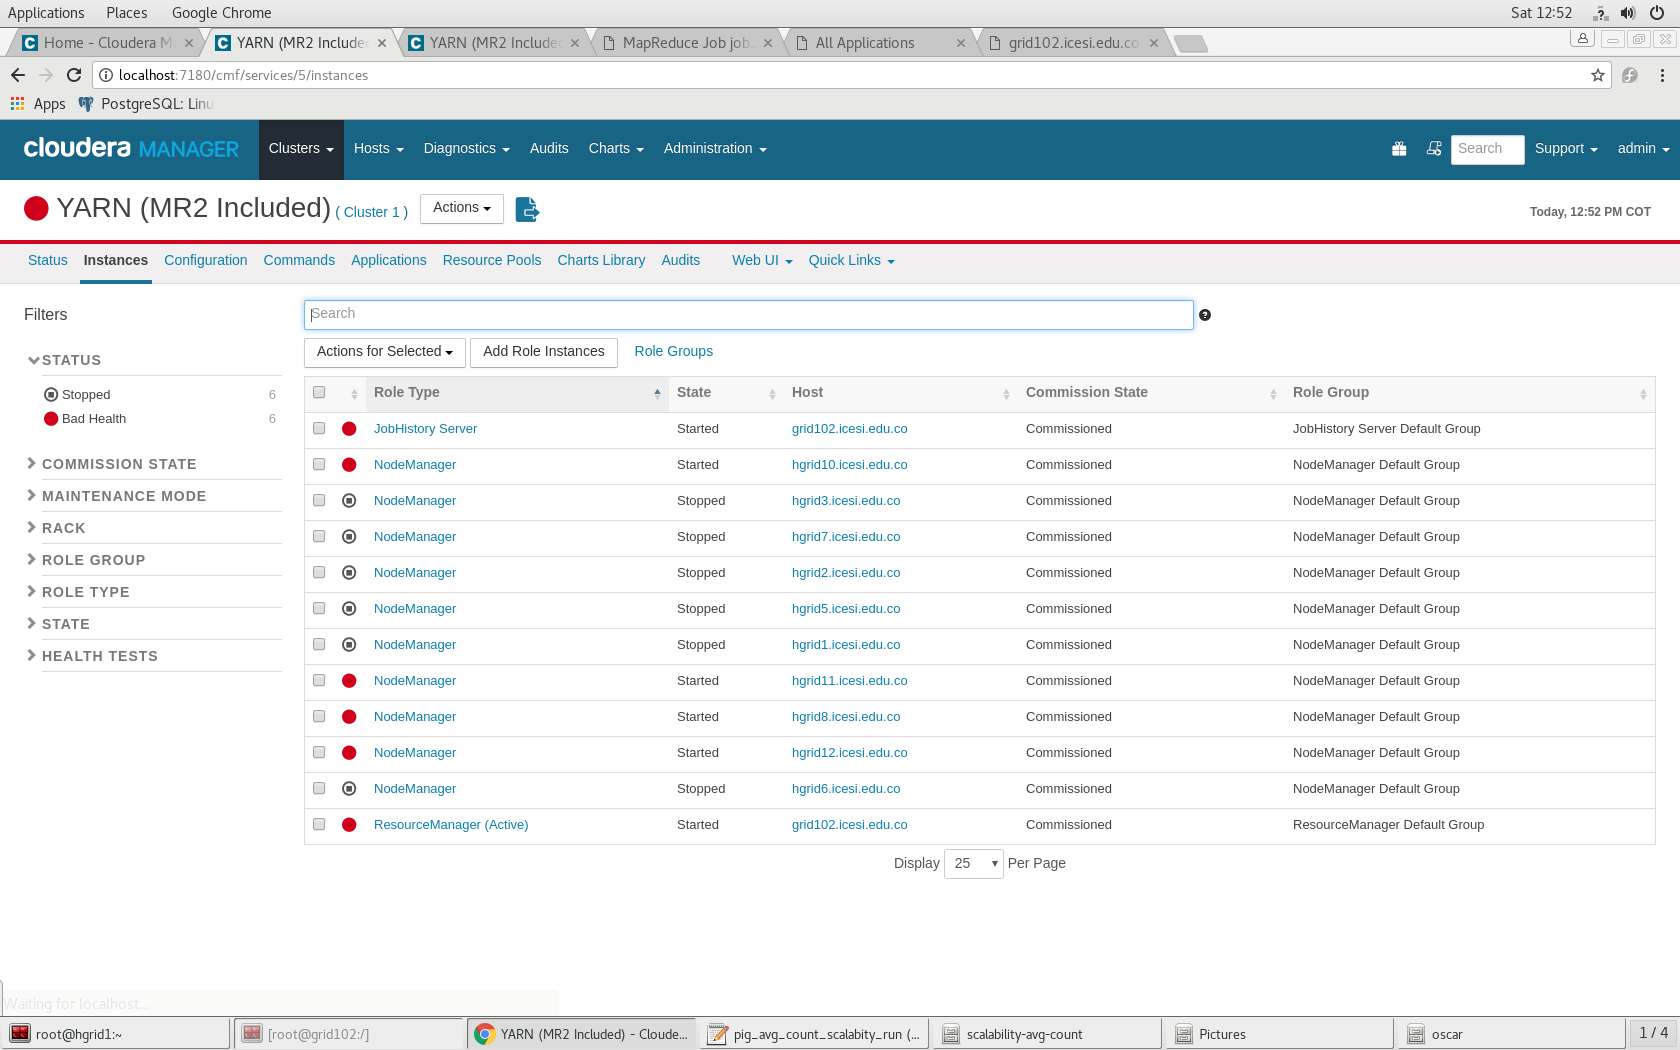 Applications Places Google Chrome Sat 12:52
Home - Cloudera M YARN (MR2 Include YARN (MR2 Include MapReduce Job job_ All Applications grid102.icesi.edu.co
localhost:7180/cmf/services/5/instances
Apps PostgreSQL: Linu
cloudera MANAGER Clusters Hosts Diagnostics Audits Charts Administration Search Support admin
YARN (MR2 Included) ( Cluster 1 ) Actions Today, 12:52 PM COT
Status Instances Configuration Commands Applications Resource Pools Charts Library Audits Web UI Quick Links
Filters
Search
STATUS
Stopped 6
Bad Health 6
COMMISSION STATE
MAINTENANCE MODE
RACK
ROLE GROUP
ROLE TYPE
STATE
HEALTH TESTS
Actions for Selected Add Role Instances Role Groups
Role Type State Host Commission State Role Group
JobHistory Server Started grid102.icesi.edu.co Commissioned JobHistory Server Default Group
NodeManager Started hgrid10.icesi.edu.co Commissioned NodeManager Default Group
NodeManager Stopped hgrid3.icesi.edu.co Commissioned NodeManager Default Group
NodeManager Stopped hgrid7.icesi.edu.co Commissioned NodeManager Default Group
NodeManager Stopped hgrid2.icesi.edu.co Commissioned NodeManager Default Group
NodeManager Stopped hgrid5.icesi.edu.co Commissioned NodeManager Default Group
NodeManager Stopped hgrid1.icesi.edu.co Commissioned NodeManager Default Group
NodeManager Started hgrid11.icesi.edu.co Commissioned NodeManager Default Group
NodeManager Started hgrid8.icesi.edu.co Commissioned NodeManager Default Group
NodeManager Started hgrid12.icesi.edu.co Commissioned NodeManager Default Group
NodeManager Stopped hgrid6.icesi.edu.co Commissioned NodeManager Default Group
ResourceManager (Active) Started grid102.icesi.edu.co Commissioned ResourceManager Default Group
Display 25 Per Page
Waiting for localhost...
root@hgrid1:~ [root@grid102:/] YARN (MR2 Included) - Cloude... pig_avg_count_scalabity_run (... scalability-avg-count Pictures oscar 1 / 4